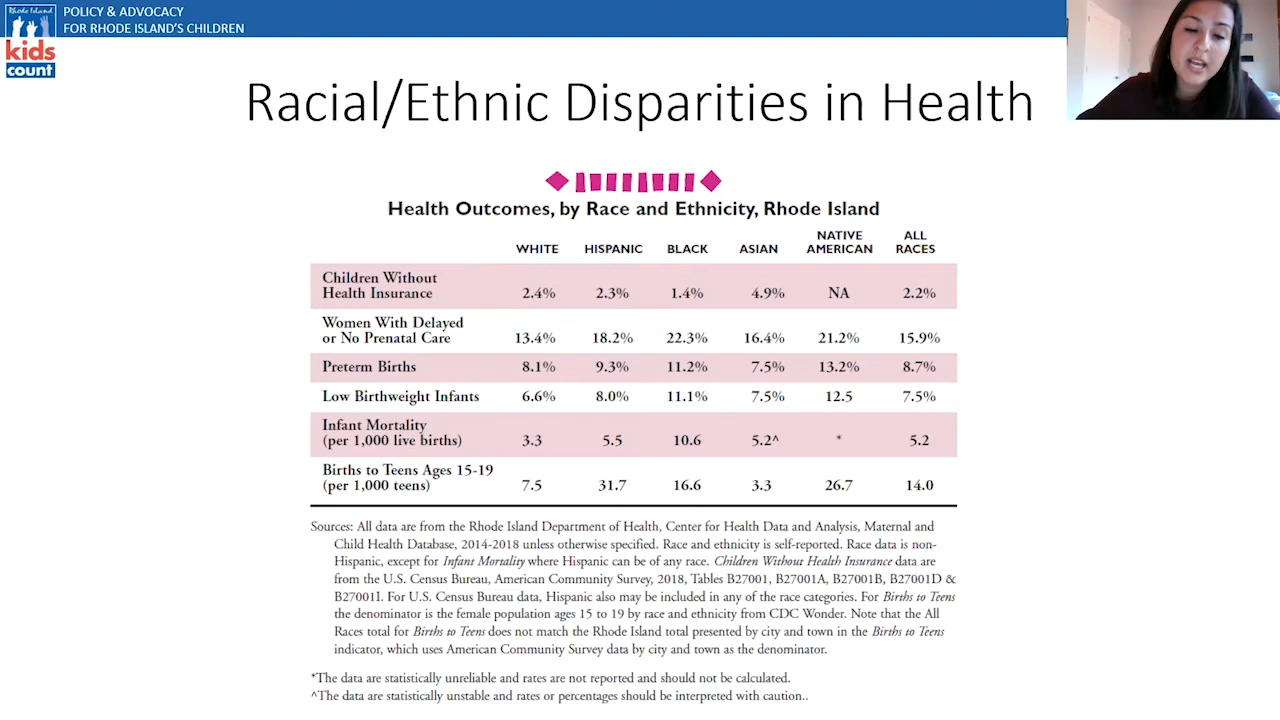 Rhode Island
kids
count
POLICY & ADVOCACY
FOR RHODE ISLAND'S CHILDREN
Racial/Ethnic Disparities in Health
Health Outcomes, by Race and Ethnicity, Rhode Island
WHITE HISPANIC BLACK ASIAN NATIVE AMERICAN ALL RACES
Children Without
Health Insurance 2.4% 2.3% 1.4% 4.9% NA 2.2%
Women With Delayed
or No Prenatal Care 13.4% 18.2% 22.3% 16.4% 21.2% 15.9%
Preterm Births 8.1% 9.3% 11.2% 7.5% 13.2% 8.7%
Low Birthweight Infants 6.6% 8.0% 11.1% 7.5% 12.5 7.5%
Infant Mortality
(per 1,000 live births) 3.3 5.5 10.6 5.2^ * 5.2
Births to Teens Ages 15-19
(per 1,000 teens) 7.5 31.7 16.6 3.3 26.7 14.0
Sources: All data are from the Rhode Island Department of Health, Center for Health Data and Analysis, Maternal and
Child Health Database, 2014-2018 unless otherwise specified. Race and ethnicity is self-reported. Race data is non-
Hispanic, except for Infant Mortality where Hispanic can be of any race. Children Without Health Insurance data are
from the U.S. Census Bureau, American Community Survey, 2018, Tables B27001, B27001A, B27001B, B27001D &
B27001I. For U.S. Census Bureau data, Hispanic also may be included in any of the race categories. For Births to Teens
the denominator is the female population ages 15 to 19 by race and ethnicity from CDC Wonder. Note that the All
Races total for Births to Teens does not match the Rhode Island total presented by city and town in the Births to Teens
indicator, which uses American Community Survey data by city and town as the denominator.
*The data are statistically unreliable and rates are not reported and should not be calculated.
^The data are statistically unstable and rates or percentages should be interpreted with caution..